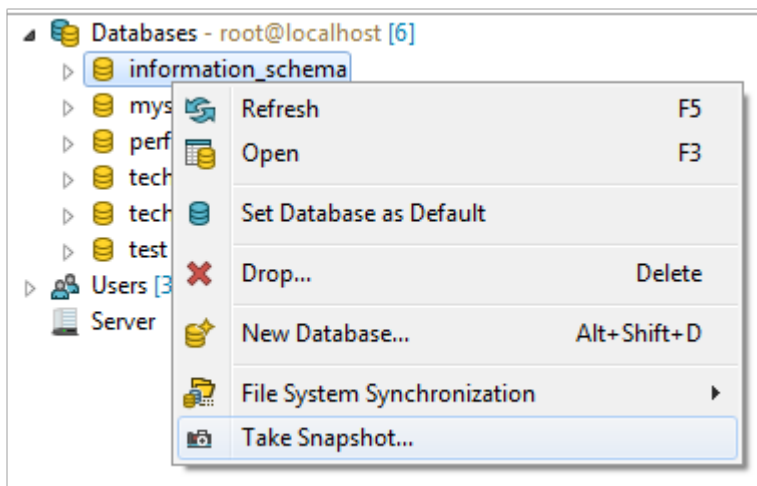 Databases - root@localhost [6]
information_schema
mys
Refresh F5
perf
Open F3
tech
tech
Set Database as Default
test
Drop... Delete
Users [3
Server
New Database... Alt+Shift+D
File System Synchronization
Take Snapshot...